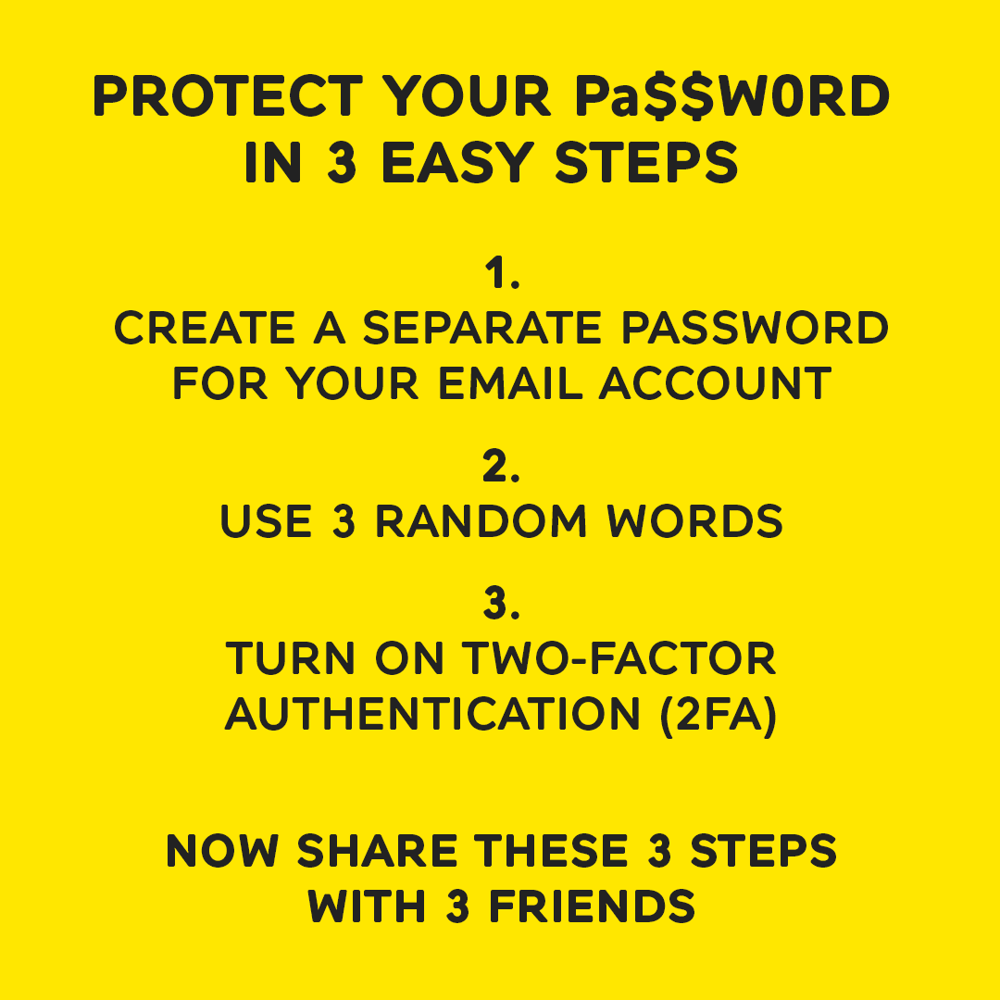 PROTECT YOUR Pa$$W0RD
IN 3 EASY STEPS
1.
CREATE A SEPARATE PASSWORD
FOR YOUR EMAIL ACCOUNT
2.
USE 3 RANDOM WORDS
3.
TURN ON TWO-FACTOR
AUTHENTICATION (2FA)
NOW SHARE THESE 3 STEPS
WITH 3 FRIENDS